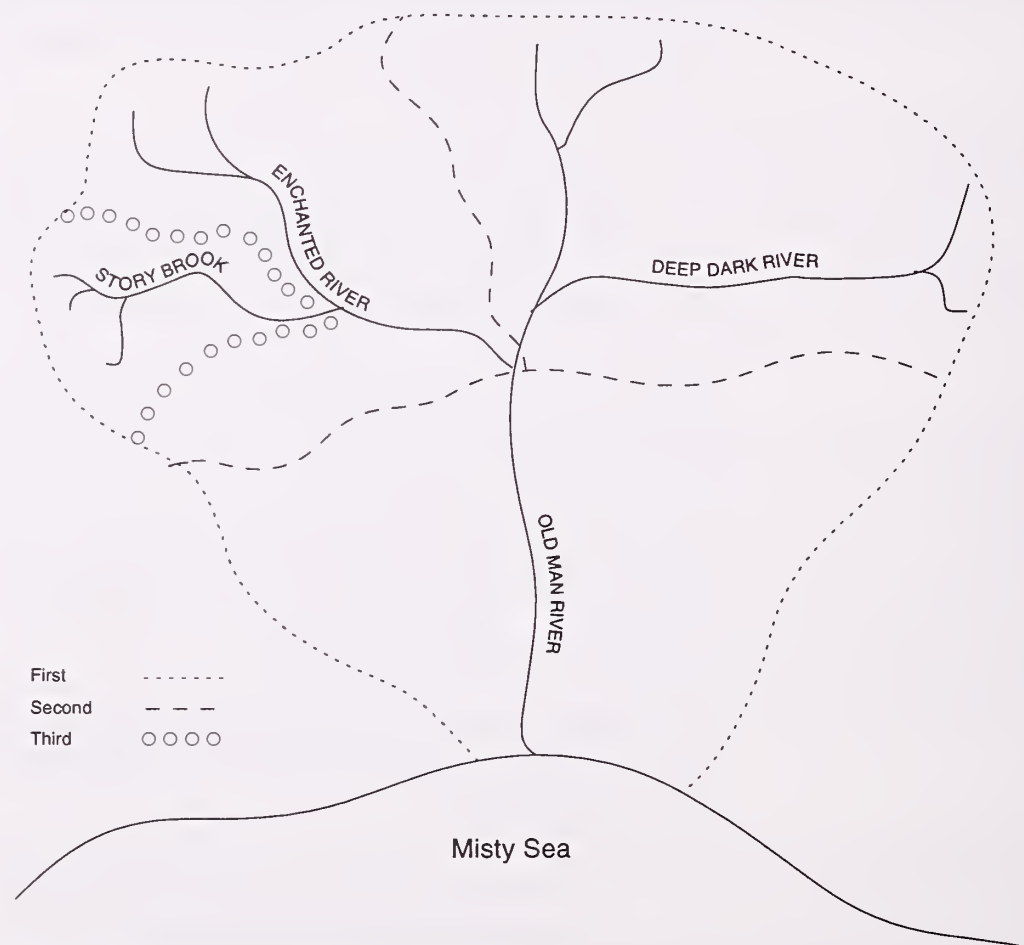 ENCHANTED RIVER
STORY BROOK
DEEP DARK RIVER
OLD MAN RIVER
First
Second
Third
Misty Sea